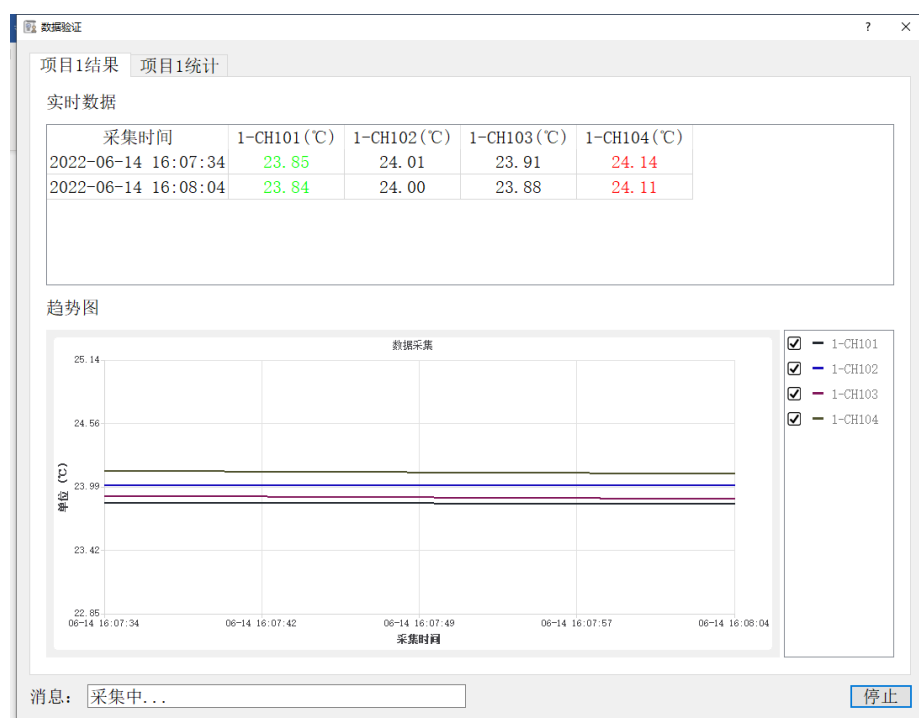 数据验证
? ×
项目1结果 项目1统计
实时数据
采集时间 1-CH101(℃) 1-CH102(℃) 1-CH103(℃) 1-CH104(℃)
2022-06-14 16:07:34 23.85 24.01 23.91 24.14
2022-06-14 16:08:04 23.84 24.00 23.88 24.11
趋势图
数据采集
25.14
24.56
23.99
23.42
22.85
单位 (℃)
06-14 16:07:34 06-14 16:07:42 06-14 16:07:49 06-14 16:07:57 06-14 16:08:04
采集时间
1-CH101
1-CH102
1-CH103
1-CH104
消息: 采集中...
停止